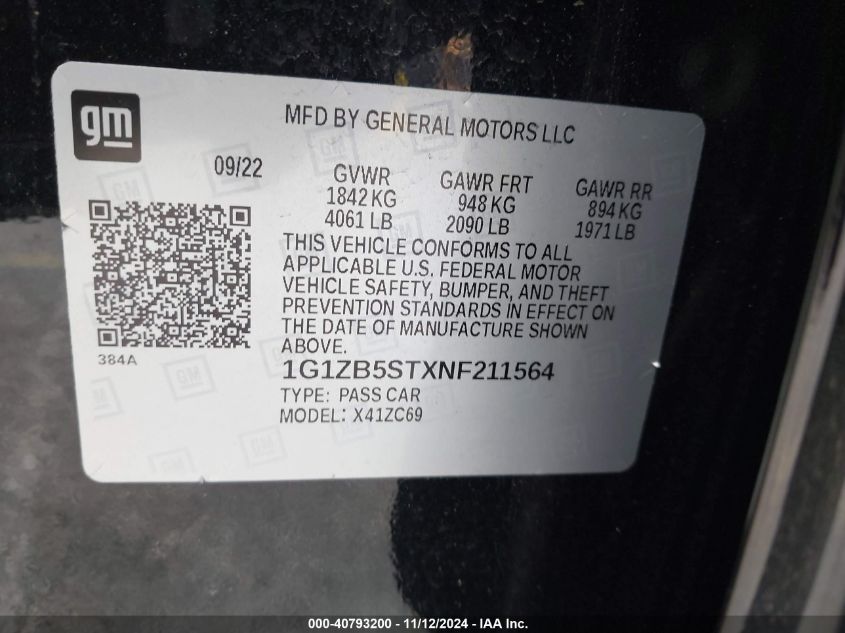 gm
MFD BY GENERAL MOTORS LLC
09/22
GVWR
1842 KG
4061 LB
GAWR FRT
948 KG
2090 LB
GAWR RR
894 KG
1971 LB
THIS VEHICLE CONFORMS TO ALL
APPLICABLE U.S. FEDERAL MOTOR
VEHICLE SAFETY, BUMPER, AND THEFT
PREVENTION STANDARDS IN EFFECT ON
THE DATE OF MANUFACTURE SHOWN
ABOVE.
384A
1G1ZB5STXNF211564
TYPE: PASS CAR
MODEL: X41ZC69
000-40793200 - 11/12/2024 - IAA Inc.